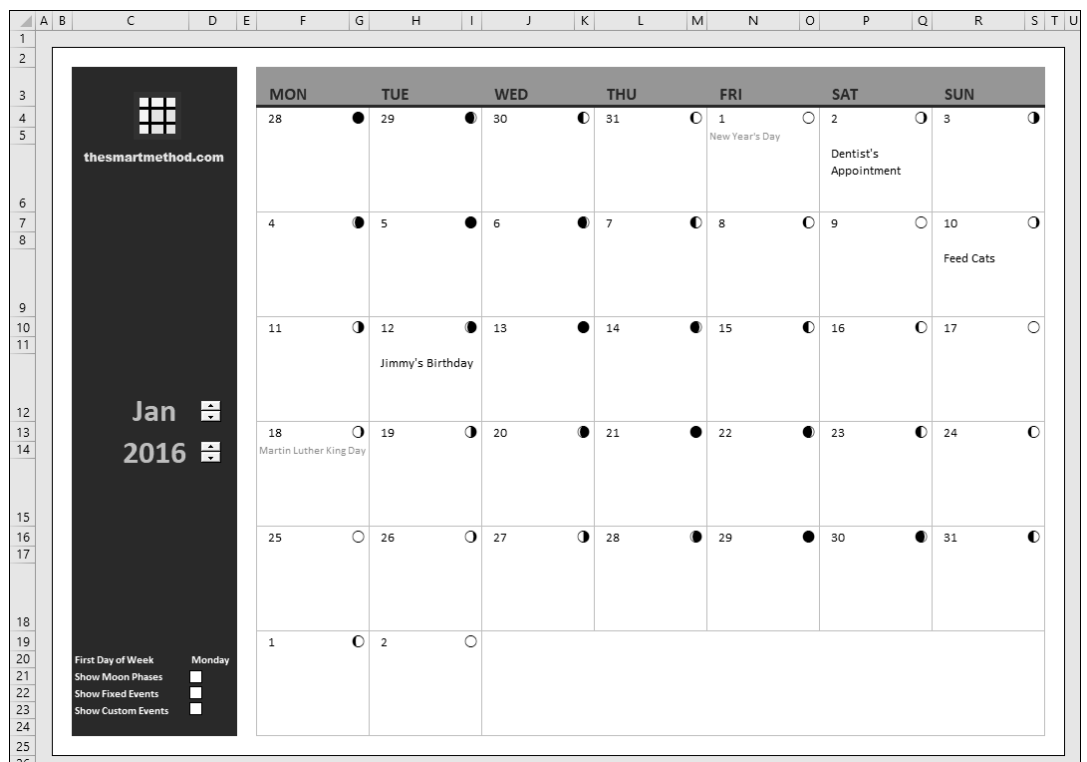 A B C D E F G H I J K L M N O P Q R S T U
1
2
3
MON TUE WED THU FRI SAT SUN
4
28 29 30 31 1 2 3
5
New Year's Day
thesmartmethod.com
Dentist's
Appointment
6
7
4 5 6 7 8 9 10
8
Feed Cats
9
10
11 12 13 14 15 16 17
11
Jimmy's Birthday
12
Jan
13
18 19 20 21 22 23 24
14
Martin Luther King Day
2016
15
16
25 26 27 28 29 30 31
17
18
19
1 2
20
First Day of Week Monday
21
Show Moon Phases
22
Show Fixed Events
23
Show Custom Events
24
25